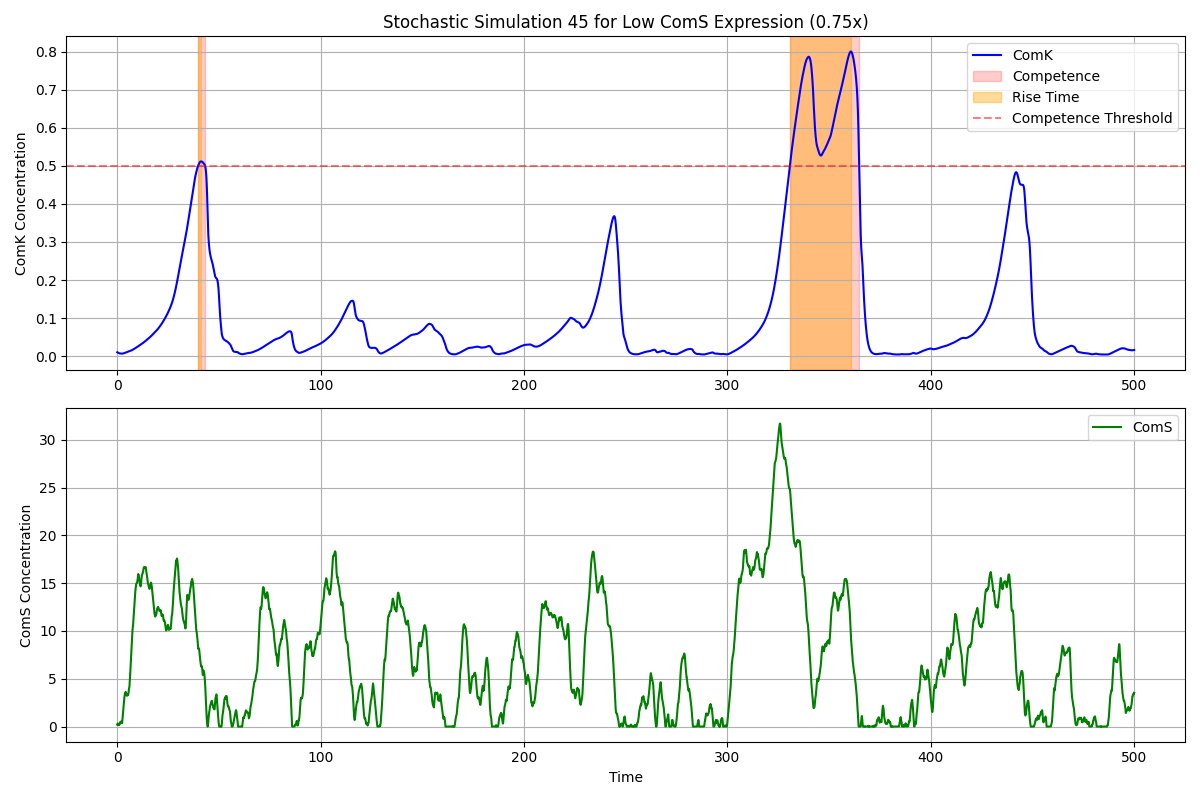 Stochastic Simulation 45 for Low ComS Expression (0.75x)
ComK Concentration
0.8
0.7
0.6
0.5
0.4
0.3
0.2
0.1
0.0
ComK
Competence
Rise Time
Competence Threshold
0 100 200 300 400 500
ComS Concentration
30
25
20
15
10
5
0
ComS
0 100 200 300 400 500
Time